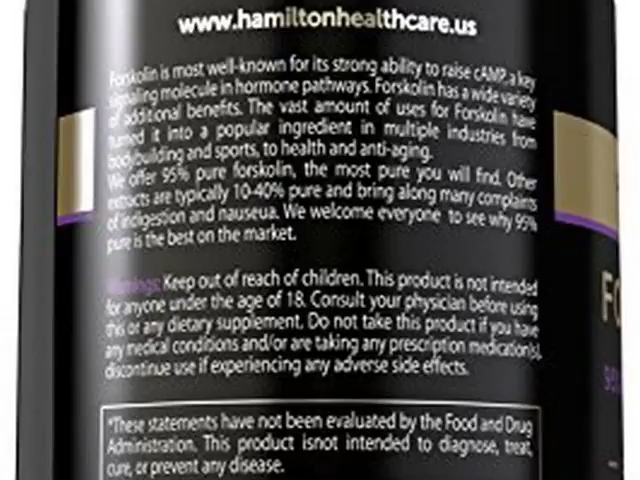 www.hamiltonhealthcare.us
Forskolin is most well-known for its strong ability to raise cAMP, a key
signaling molecule in hormone pathways. Forskolin has a wide variety
of additional benefits. The vast amount of uses for Forskolin have
turned it into a popular ingredient in multiple industries from
bodybuilding and sports, to health and anti-aging.
We offer 95% pure forskolin, the most pure you will find. Other
extracts are typically 10-40% pure and bring along many complaints
of indigestion and nauseua. We welcome everyone to see why 95%
pure is the best on the market.
Warnings: Keep out of reach of children. This product is not intended
for anyone under the age of 18. Consult your physician before using
this or any dietary supplement. Do not take this product if you have
any medical conditions and/or are taking any prescription medication(s).
discontinue use if experiencing any adverse side effects.
*These statements have not been evaluated by the Food and Drug
Administration. This product isnot intended to diagnose, treat,
cure, or prevent any disease.
FO